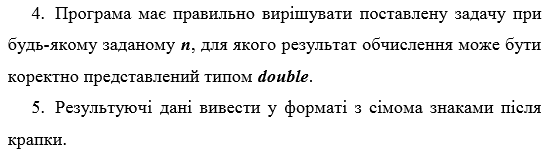 4. Програма має правильно вирішувати поставлену задачу при
будь-якому заданому n, для якого результат обчислення може бути
коректно представлений типом double.
5. Результуючі дані вивести у форматі з сімома знаками після
крапки.